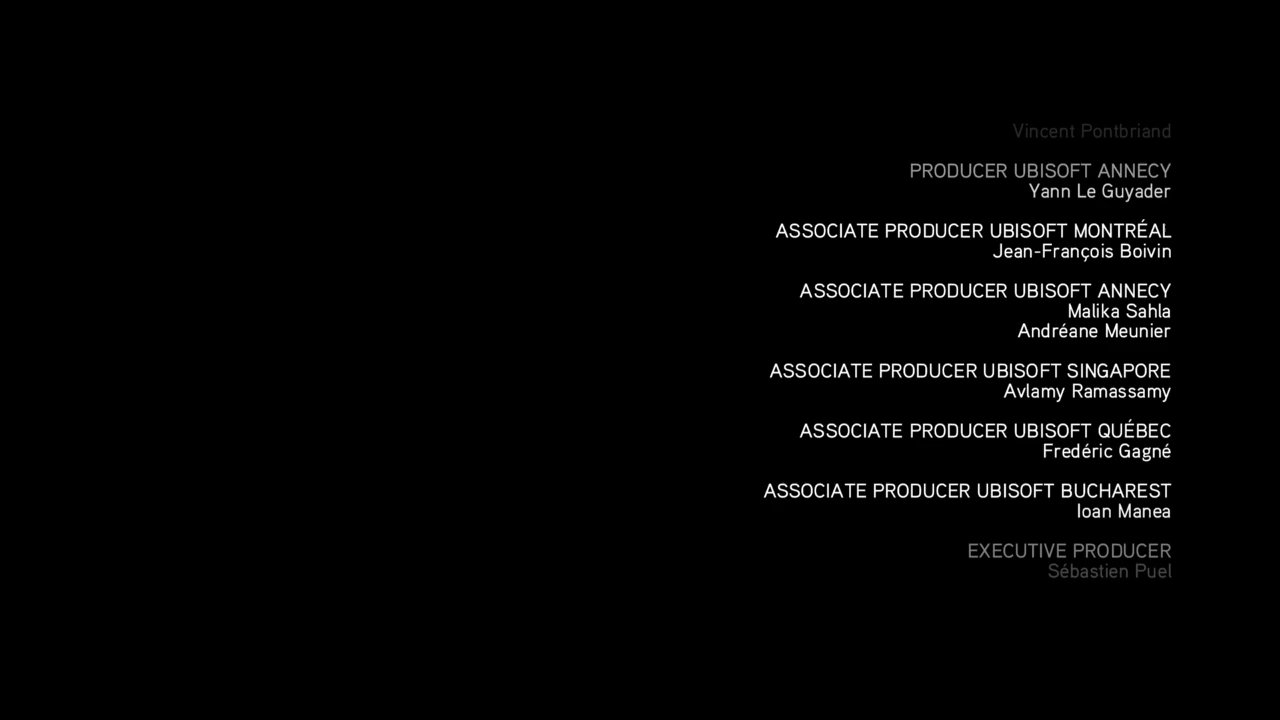 Vincent Pontbriand
PRODUCER UBISOFT ANNECY
Yann Le Guyader
ASSOCIATE PRODUCER UBISOFT MONTRÉAL
Jean-François Boivin
ASSOCIATE PRODUCER UBISOFT ANNECY
Malika Sahla
Andréane Meunier
ASSOCIATE PRODUCER UBISOFT SINGAPORE
Avlamy Ramassamy
ASSOCIATE PRODUCER UBISOFT QUÉBEC
Fredéric Gagné
ASSOCIATE PRODUCER UBISOFT BUCHAREST
Ioan Manea
EXECUTIVE PRODUCER
Sébastien Puel